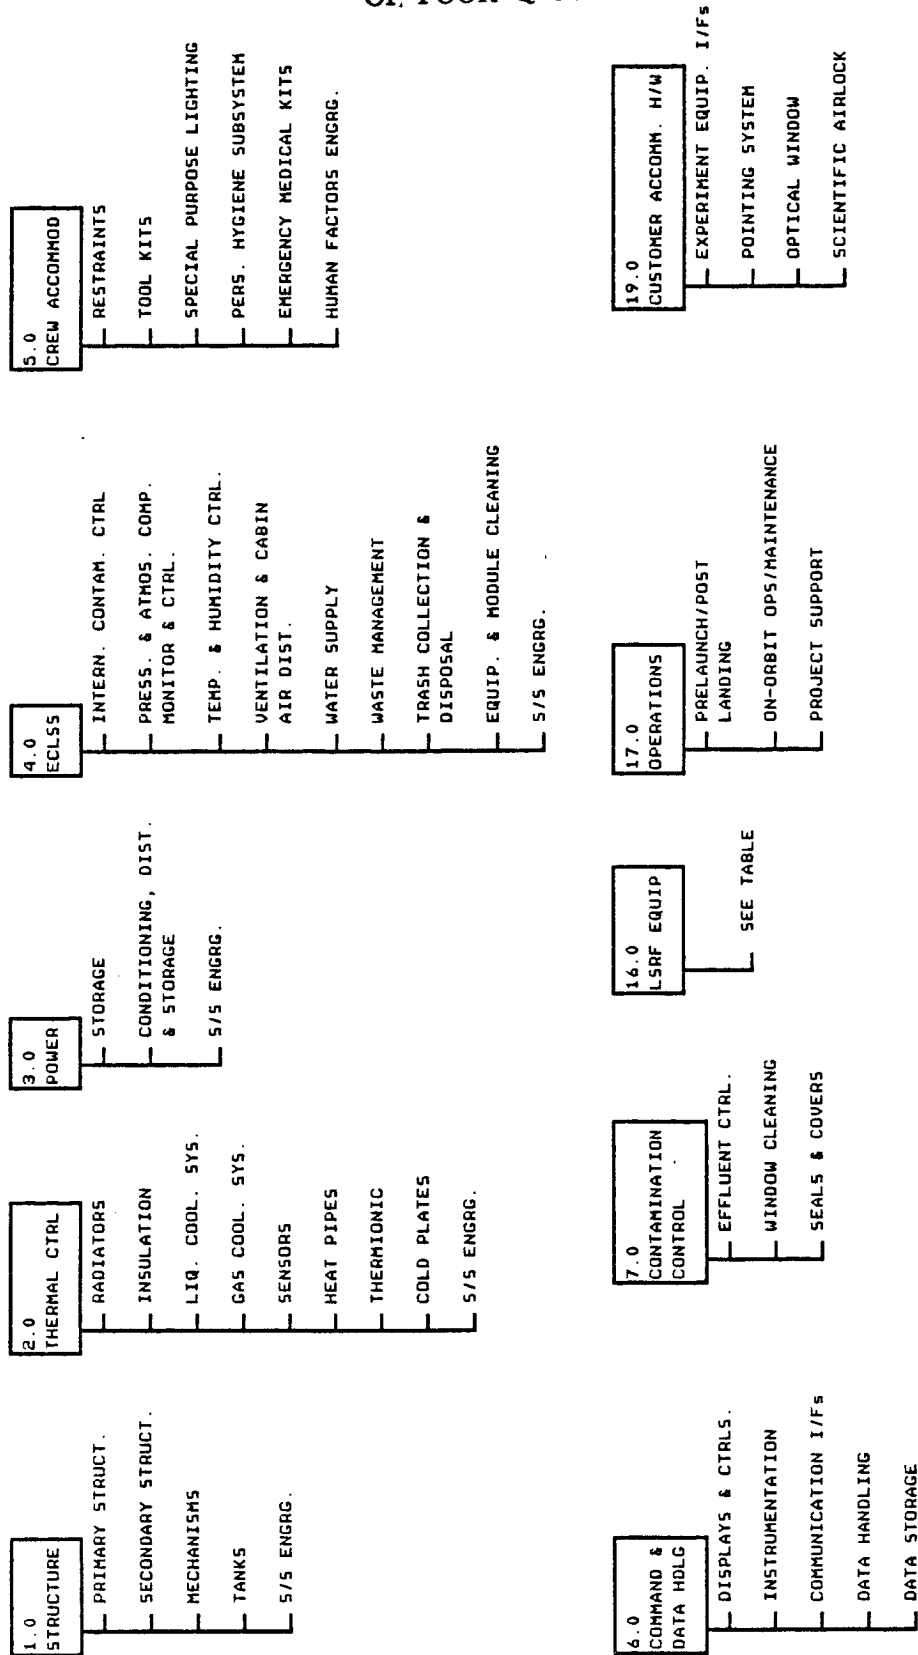 1.0
STRUCTURE
PRIMARY STRUCT.
SECONDARY STRUCT.
MECHANISMS
TANKS
S/S ENGRG.
2.0
THERMAL CTRL
RADIATORS
INSULATION
LIQ. COOL. SYS.
GAS COOL. SYS.
SENSORS
HEAT PIPES
THERMIONIC
COLD PLATES
S/S ENGRG.
3.0
POWER
STORAGE
CONDITIONING, DIST.
& STORAGE
S/S ENGRG.
4.0
ECLSS
INTERN. CONTAM. CTRL
PRESS. & ATMOS. COMP.
MONITOR & CTRL.
TEMP. & HUMIDITY CTRL.
VENTILATION & CABIN
AIR DIST.
WATER SUPPLY
WASTE MANAGEMENT
TRASH COLLECTION &
DISPOSAL
EQUIP. & MODULE CLEANING
S/S ENGRG.
5.0
CREW ACCOMMOD
RESTRAINTS
TOOL KITS
SPECIAL PURPOSE LIGHTING
PERS. HYGIENE SUBSYSTEM
EMERGENCY MEDICAL KITS
HUMAN FACTORS ENGRG.
6.0
COMMAND &
DATA HDLG
DISPLAYS & CTRLS.
INSTRUMENTATION
COMMUNICATION I/Fs
DATA HANDLING
DATA STORAGE
7.0
CONTAMINATION
CONTROL
EFFLUENT CTRL.
WINDOW CLEANING
SEALS & COVERS
16.0
LSRF EQUIP
SEE TABLE
17.0
OPERATIONS
PRELAUNCH/POST
LANDING
ON-ORBIT OPS/MAINTENANCE
PROJECT SUPPORT
19.0
CUSTOMER ACCOMM. H/W
EXPERIMENT EQUIP. I/Fs
POINTING SYSTEM
OPTICAL WINDOW
SCIENTIFIC AIRLOCK